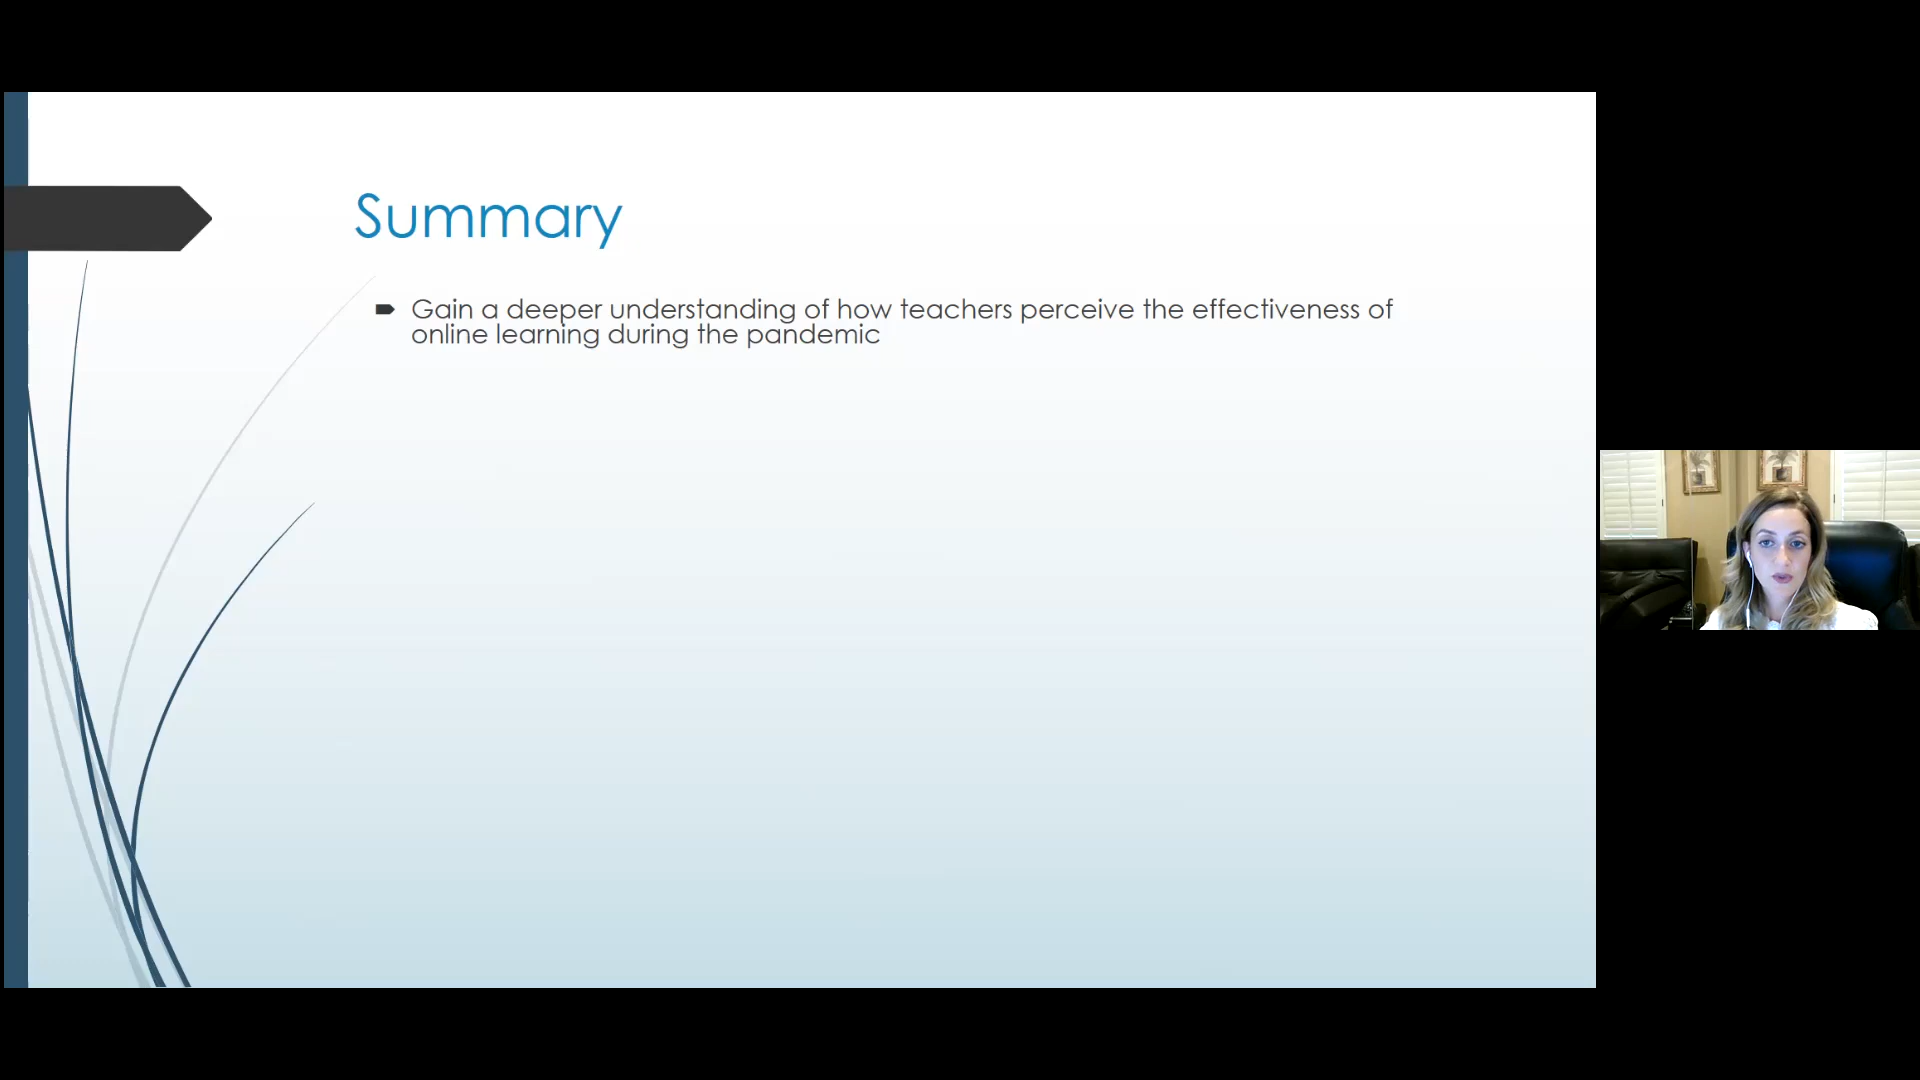 Summary
Gain a deeper understanding of how teachers perceive the effectiveness of
online learning during the pandemic